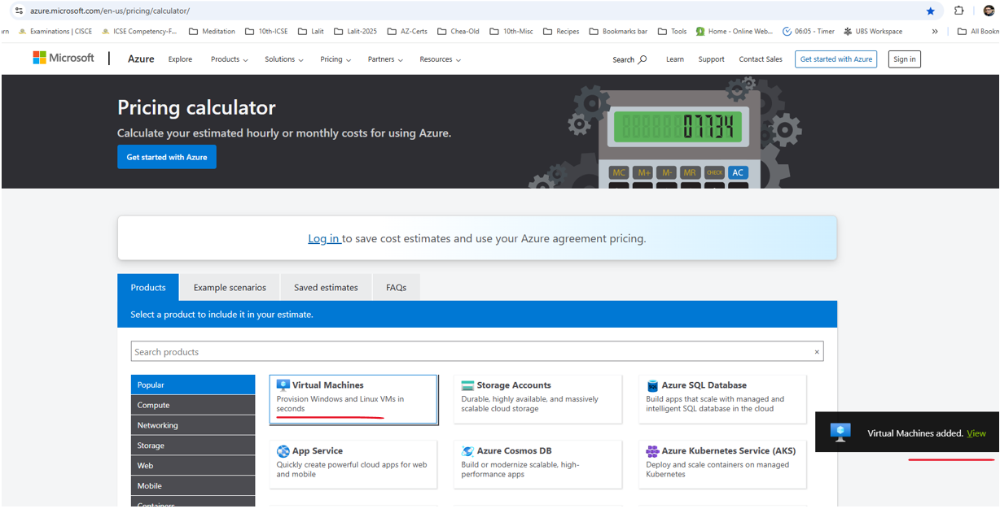 azure.microsoft.com/en-us/pricing/calculator/
Examinations | CISCE ICSE Competency-F... Meditation 10th-ICSE Lalit Lalit-2025 AZ-Certs Chea-Old 10th-Misc Recipes Bookmarks bar Tools Home - Online Web... 06:05 - Timer UBS Workspace » All Bookm
Microsoft Azure Explore Products Solutions Pricing Partners Resources Search Learn Support Contact Sales Get started with Azure Sign in
Pricing calculator
Calculate your estimated hourly or monthly costs for using Azure.
Get started with Azure
07734
MC M+ M- MR CHECK AC
Log in to save cost estimates and use your Azure agreement pricing.
Products Example scenarios Saved estimates FAQs
Select a product to include it in your estimate.
Search products ×
Popular
Compute
Networking
Storage
Web
Mobile
Containers
Virtual Machines
Provision Windows and Linux VMs in
seconds
Storage Accounts
Durable, highly available, and massively
scalable cloud storage
Azure SQL Database
Build apps that scale with managed and
intelligent SQL database in the cloud
App Service
Quickly create powerful cloud apps for web
and mobile
Azure Cosmos DB
Build or modernize scalable, high-
performance apps
Azure Kubernetes Service (AKS)
Deploy and scale containers on managed
Kubernetes
Virtual Machines added. View